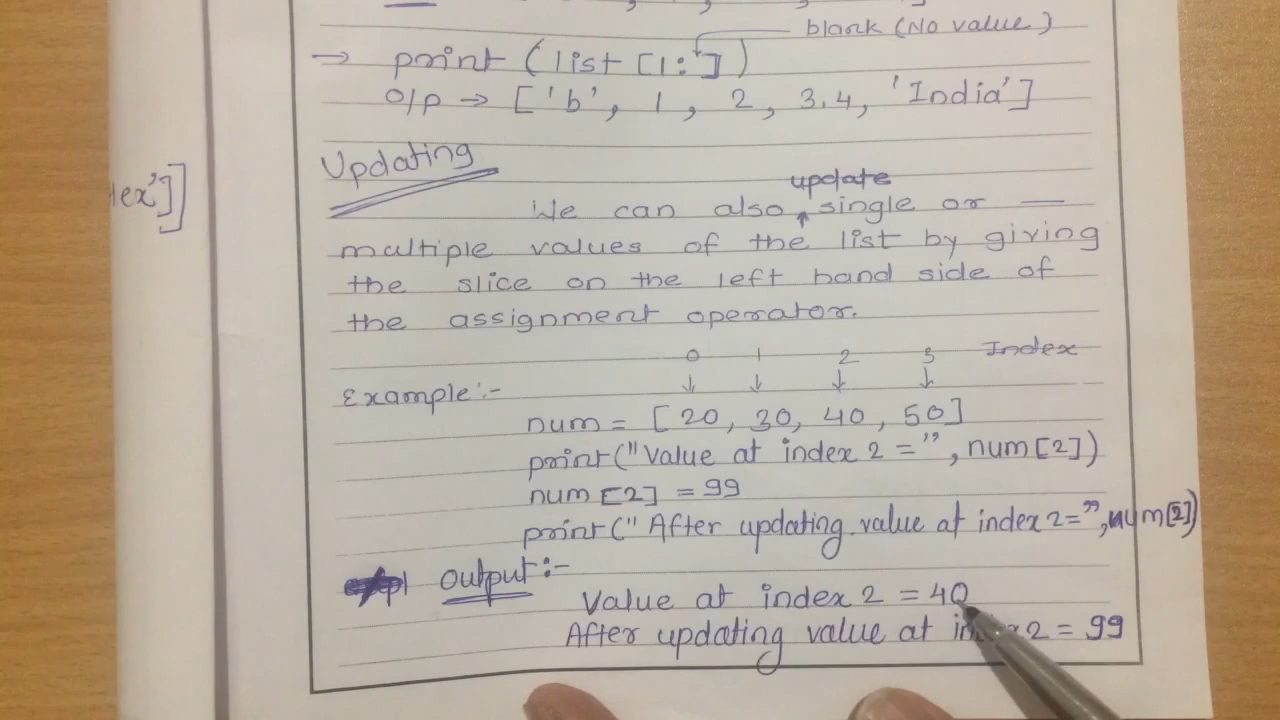 blank (No value)
→ print (list [1:])
O/P → ['b', 1, 2, 3.4, 'India']
Updating
update
We can also single or —
multiple values of the list by giving
the slice on the left hand side of
the assignment operator.
0 1 2 3 Index
Example:-
num = [20, 30, 40, 50]
print("Value at index 2 =", num[2])
num [2] = 99
print(" After updating value at index 2=", num[2])
Output:-
Value at index 2 = 40
After updating value at index 2 = 99